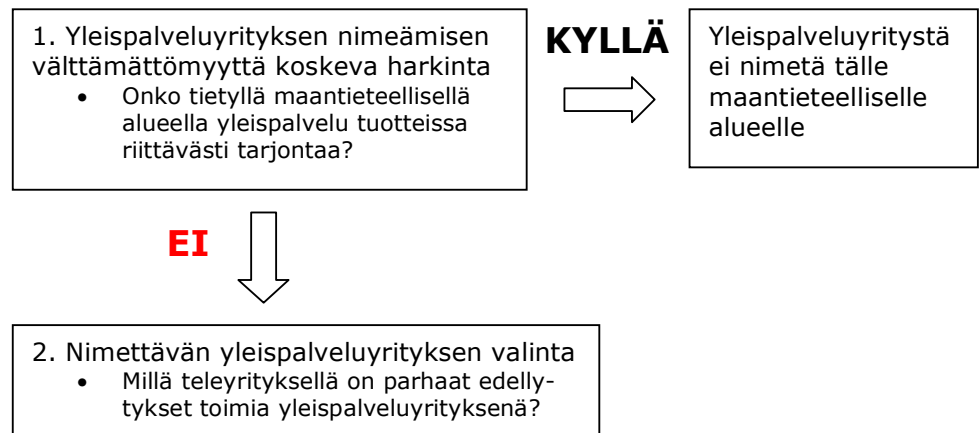 1. Yleispalveluyrityksen nimeämisen
välttämättömyyttä koskeva harkinta
• Onko tietyllä maantieteellisellä
alueella yleispalvelu tuotteissa
riittävästi tarjontaa?
KYLLÄ
Yleispalveluyritystä
ei nimetä tälle
maantieteelliselle
alueelle
EI
2. Nimettävän yleispalveluyrityksen valinta
• Millä teleyrityksellä on parhaat edelly-
tykset toimia yleispalveluyrityksenä?